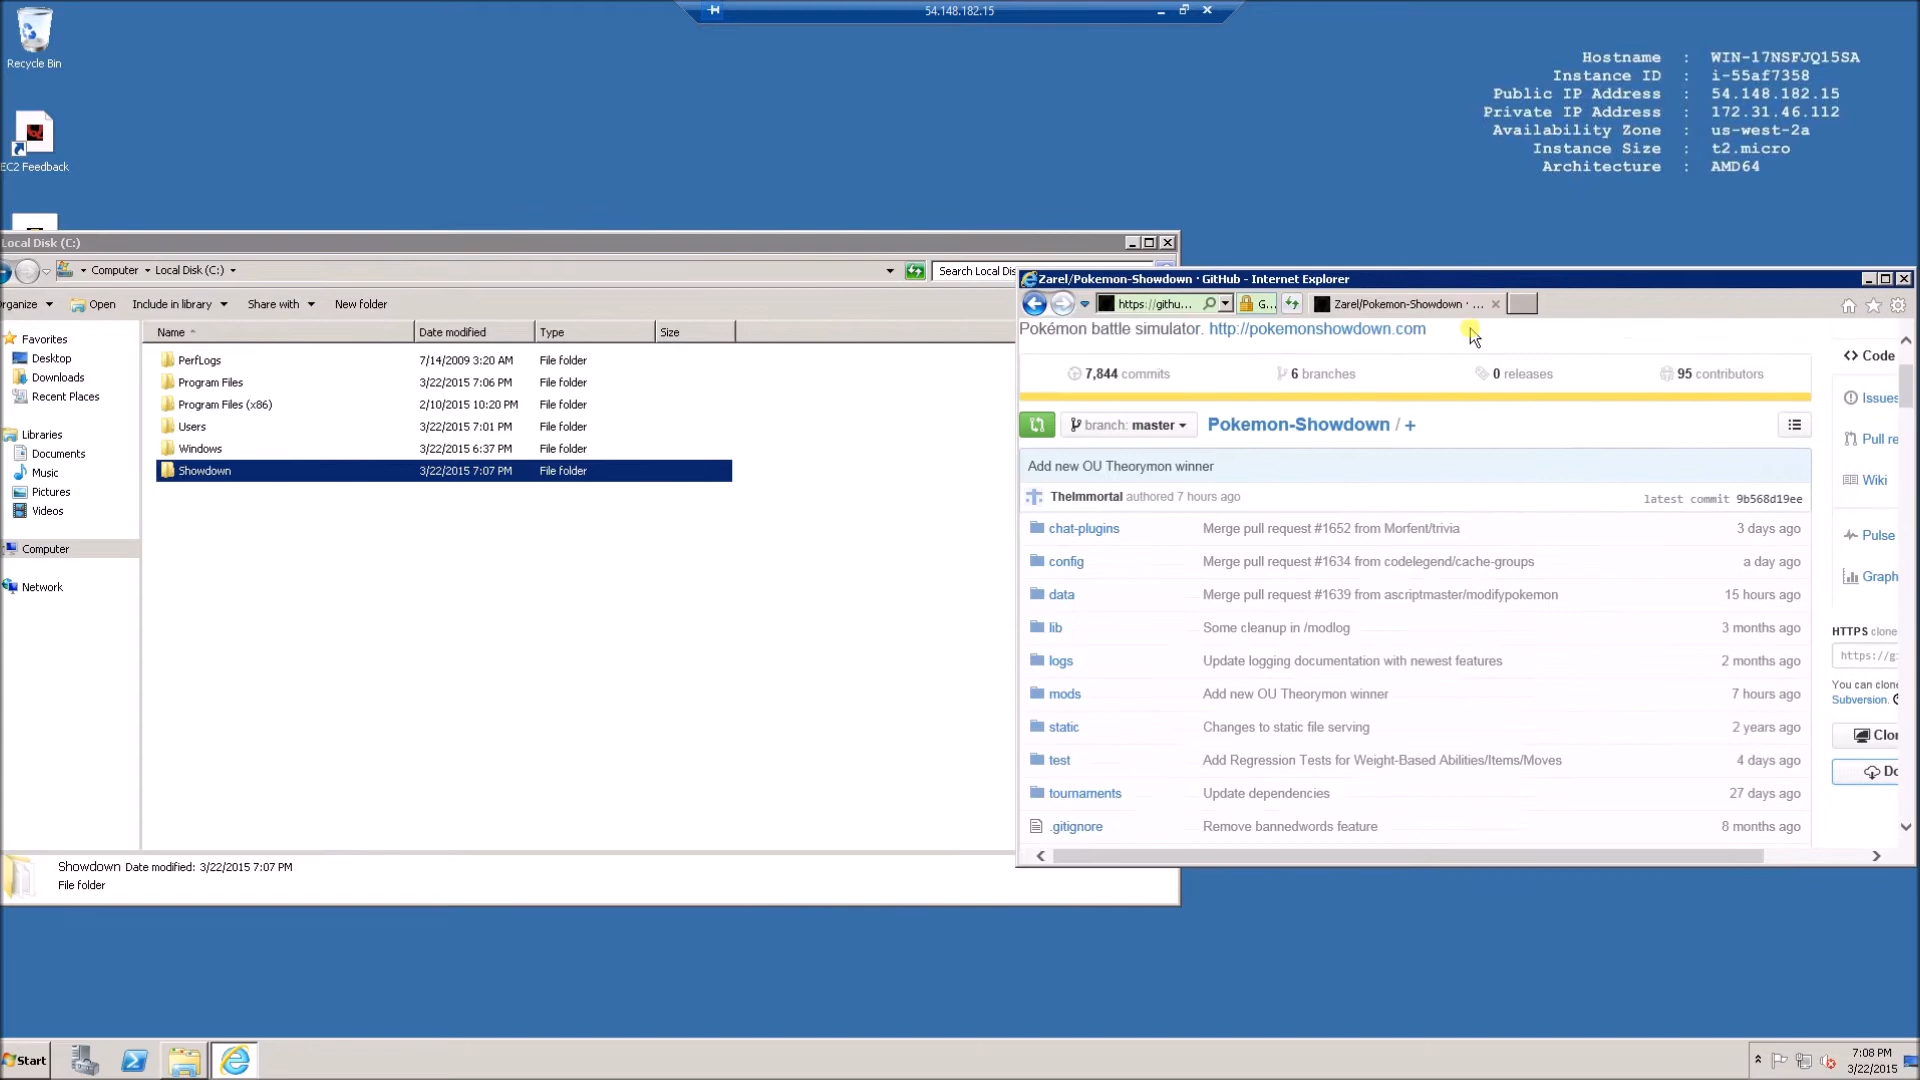 54.148.182.15
Recycle Bin
EC2 Feedback
Hostname : WIN-17NSFJQ15SA
Instance ID : i-55af7358
Public IP Address : 54.148.182.15
Private IP Address : 172.31.46.112
Availability Zone : us-west-2a
Instance Size : t2.micro
Architecture : AMD64
Local Disk (C:)
Computer Local Disk (C:)
Search Local Dis
rganize Open Include in library Share with New folder
Name Date modified Type Size
Favorites
Desktop
Downloads
Recent Places
Libraries
Documents
Music
Pictures
Videos
Computer
Network
PerfLogs 7/14/2009 3:20 AM File folder
Program Files 3/22/2015 7:06 PM File folder
Program Files (x86) 2/10/2015 10:20 PM File folder
Users 3/22/2015 7:01 PM File folder
Windows 3/22/2015 6:37 PM File folder
Showdown 3/22/2015 7:07 PM File folder
Showdown Date modified: 3/22/2015 7:07 PM
File folder
Zarel/Pokemon-Showdown · GitHub - Internet Explorer
https://githu... G... Zarel/Pokemon-Showdown · ...
Pokémon battle simulator. http://pokemonshowdown.com
7,844 commits 6 branches 0 releases 95 contributors
branch: master Pokemon-Showdown / +
Add new OU Theorymon winner
TheImmortal authored 7 hours ago latest commit 9b568d19ee
chat-plugins Merge pull request #1652 from Morfent/trivia 3 days ago
config Merge pull request #1634 from codelegend/cache-groups a day ago
data Merge pull request #1639 from ascriptmaster/modifypokemon 15 hours ago
lib Some cleanup in /modlog 3 months ago
logs Update logging documentation with newest features 2 months ago
mods Add new OU Theorymon winner 7 hours ago
static Changes to static file serving 2 years ago
test Add Regression Tests for Weight-Based Abilities/Items/Moves 4 days ago
tournaments Update dependencies 27 days ago
.gitignore Remove bannedwords feature 8 months ago
<> Code
Issues
Pull re
Wiki
Pulse
Graph
HTTPS clone
https://g
You can clone
Subversion.
Clo
Do
Start
7:08 PM
3/22/2015